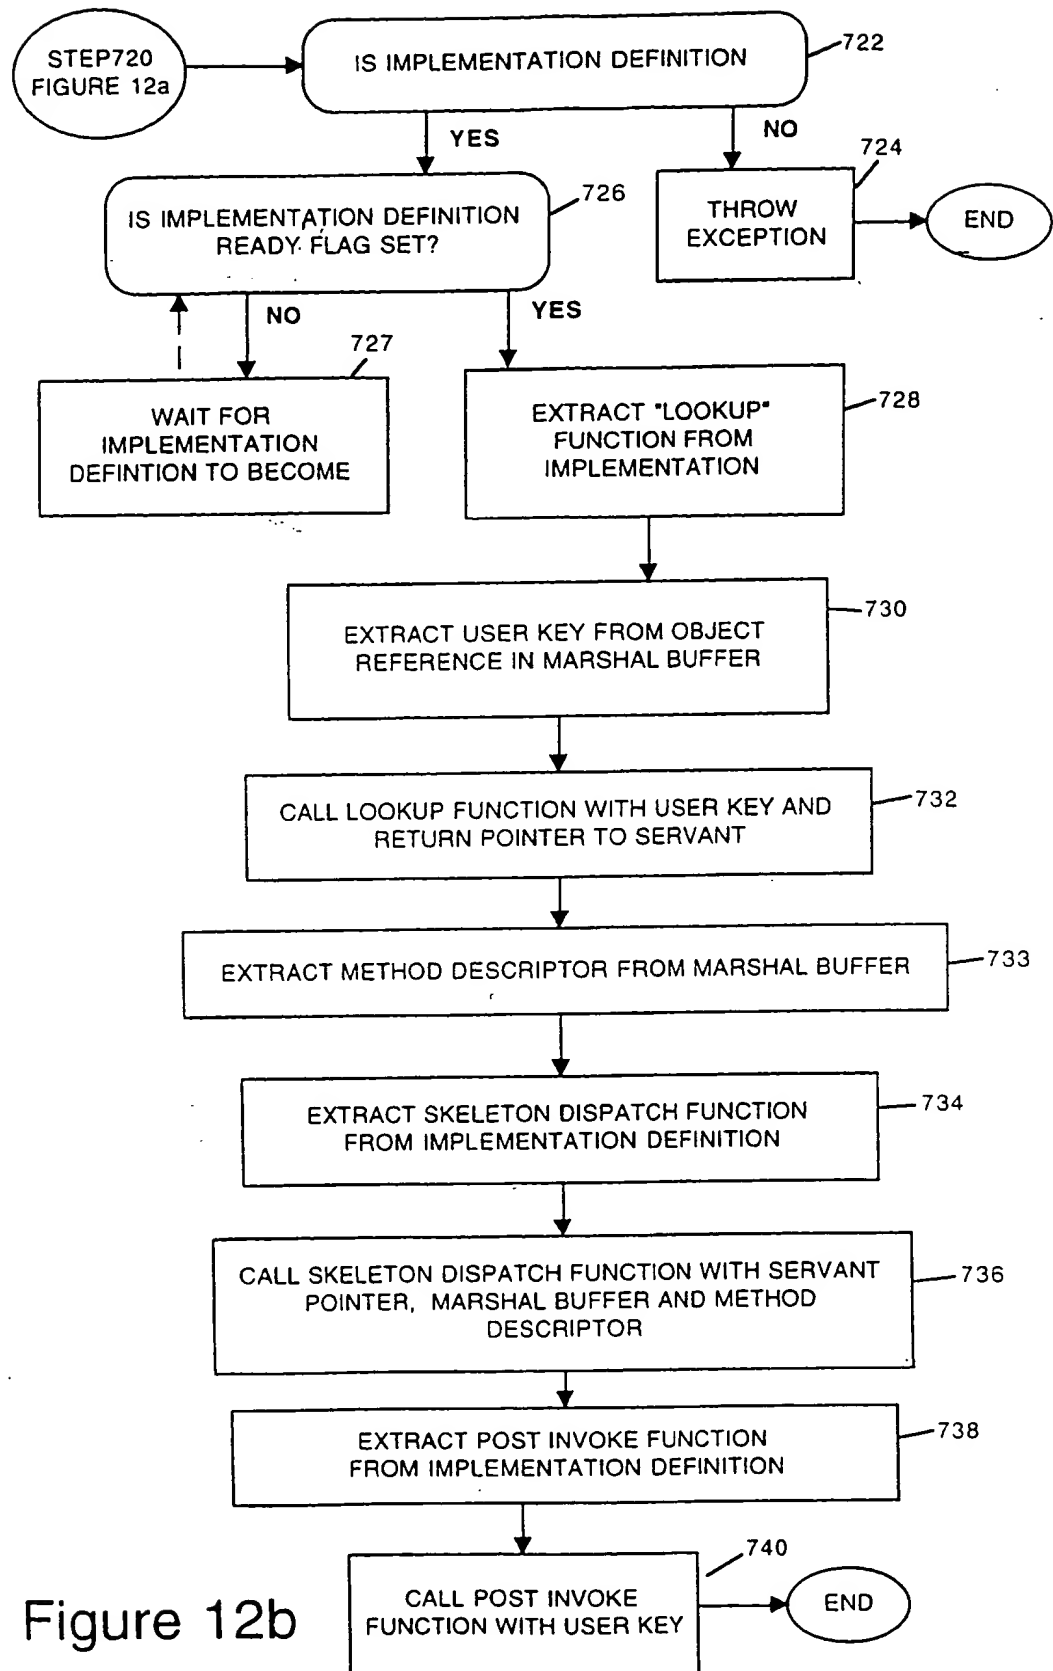 STEP720
FIGURE 12a
IS IMPLEMENTATION DEFINITION
722
YES
NO
724
THROW
EXCEPTION
END
IS IMPLEMENTATION DEFINITION
READY FLAG SET?
726
NO
YES
727
WAIT FOR
IMPLEMENTATION
DEFINTION TO BECOME
EXTRACT "LOOKUP"
FUNCTION FROM
IMPLEMENTATION
728
EXTRACT USER KEY FROM OBJECT
REFERENCE IN MARSHAL BUFFER
730
CALL LOOKUP FUNCTION WITH USER KEY AND
RETURN POINTER TO SERVANT
732
EXTRACT METHOD DESCRIPTOR FROM MARSHAL BUFFER
733
EXTRACT SKELETON DISPATCH FUNCTION
FROM IMPLEMENTATION DEFINITION
734
CALL SKELETON DISPATCH FUNCTION WITH SERVANT
POINTER, MARSHAL BUFFER AND METHOD
DESCRIPTOR
736
EXTRACT POST INVOKE FUNCTION
FROM IMPLEMENTATION DEFINITION
738
CALL POST INVOKE
FUNCTION WITH USER KEY
740
END
Figure 12b